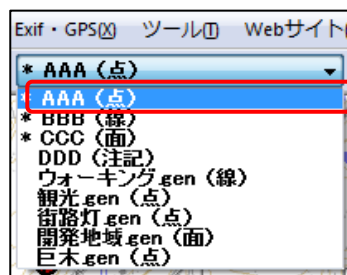 Exif・GPS(X) ツール(T) Webサイト
* AAA（点）
* AAA（点）
* BBB（線）
* CCC（面）
DDD（注記）
ウォーキング.gen（線）
観光.gen（点）
街路灯.gen（点）
開発地域.gen（面）
巨木.gen（点）